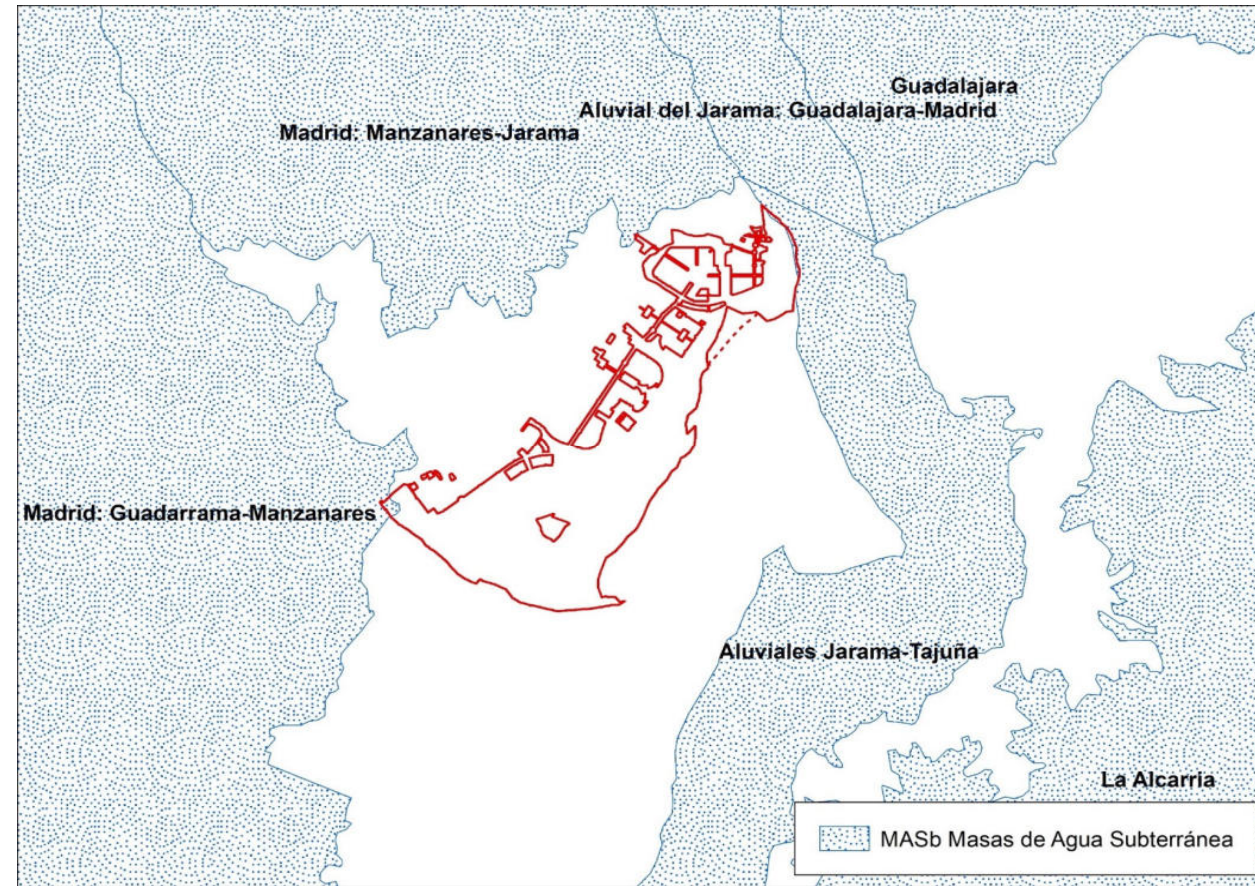 Guadalajara
Aluvial del Jarama: Guadalajara-Madrid
Madrid: Manzanares-Jarama
Madrid: Guadarrama-Manzanares
Aluviales Jarama-Tajuña
La Alcarria
MASb Masas de Agua Subterránea